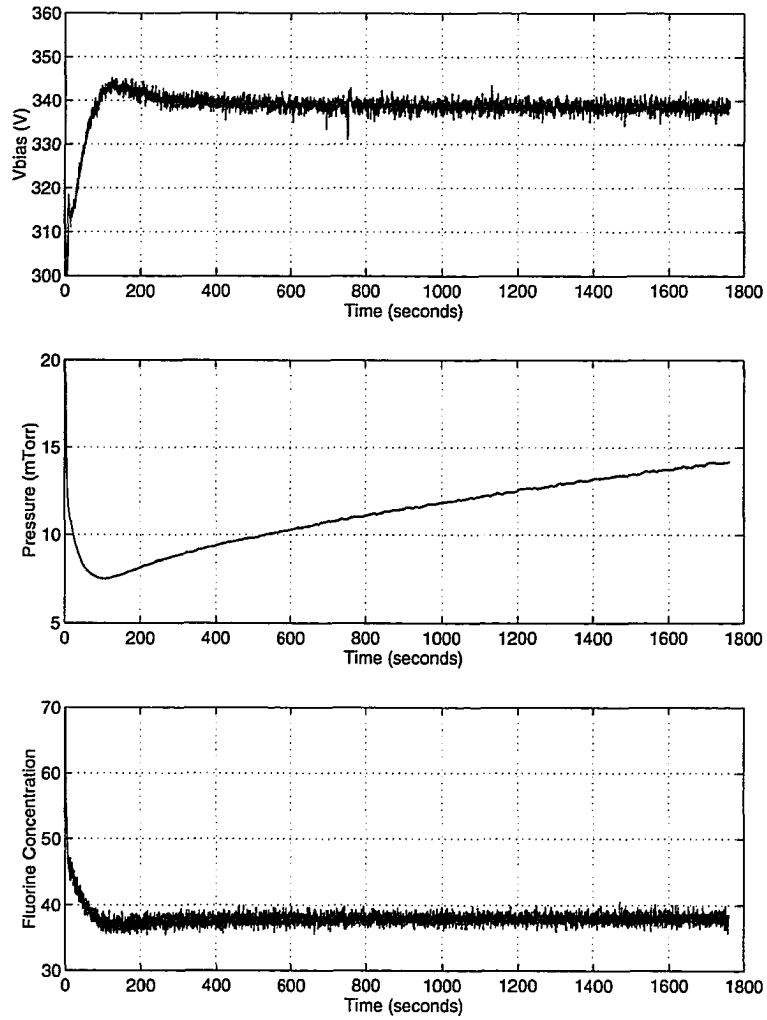 360
350
340
330
320
310
300
Vbias (V)
0 200 400 600 800 1000 1200 1400 1600 1800
Time (seconds)
20
15
10
5
Pressure (mTorr)
0 200 400 600 800 1000 1200 1400 1600 1800
Time (seconds)
70
60
50
40
30
Fluorine Concentration
0 200 400 600 800 1000 1200 1400 1600 1800
Time (seconds)